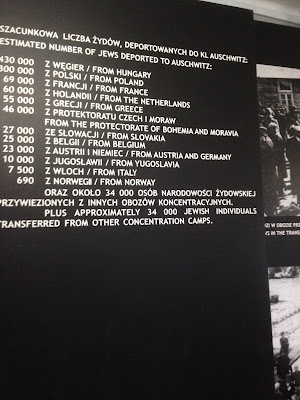 SZACUNKOWA LICZBA ŻYDÓW, DEPORTOWANYCH DO KL AUSCHWITZ:
ESTIMATED NUMBER OF JEWS DEPORTED TO AUSCHWITZ:
430 000 Z WĘGIER / FROM HUNGARY
300 000 Z POLSKI / FROM POLAND
69 000 Z FRANCJI / FROM FRANCE
60 000 Z HOLANDII / FROM THE NETHERLANDS
55 000 Z GRECJI / FROM GREECE
46 000 Z PROTEKTORATU CZECH I MORAW
FROM THE PROTECTORATE OF BOHEMIA AND MORAVIA
27 000 ZE SŁOWACJI / FROM SLOVAKIA
25 000 Z BELGII / FROM BELGIUM
23 000 Z AUSTRII I NIEMIEC / FROM AUSTRIA AND GERMANY
10 000 Z JUGOSŁAWII / FROM YUGOSLAVIA
7 500 Z WŁOCH / FROM ITALY
690 Z NORWEGII / FROM NORWAY
ORAZ OKOŁO 34 000 OSÓB NARODOWOŚCI ŻYDOWSKIEJ
PRZYWIEZIONYCH Z INNYCH OBOZÓW KONCENTRACYJNYCH.
PLUS APPROXIMATELY 34 000 JEWISH INDIVIDUALS
TRANSFERRED FROM OTHER CONCENTRATION CAMPS.
W OBOZIE
IN THE